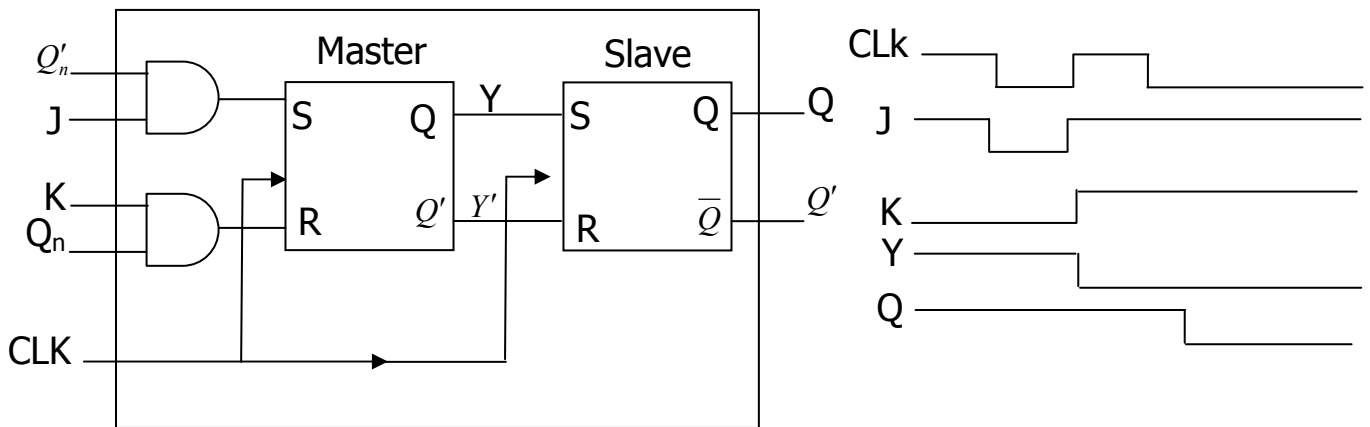 Master Slave
Q′n
J
K
Qn
CLK
S Q
R Q′
Y
Y′
S Q
R Q̅
Q
Q′
CLk
J
K
Y
Q